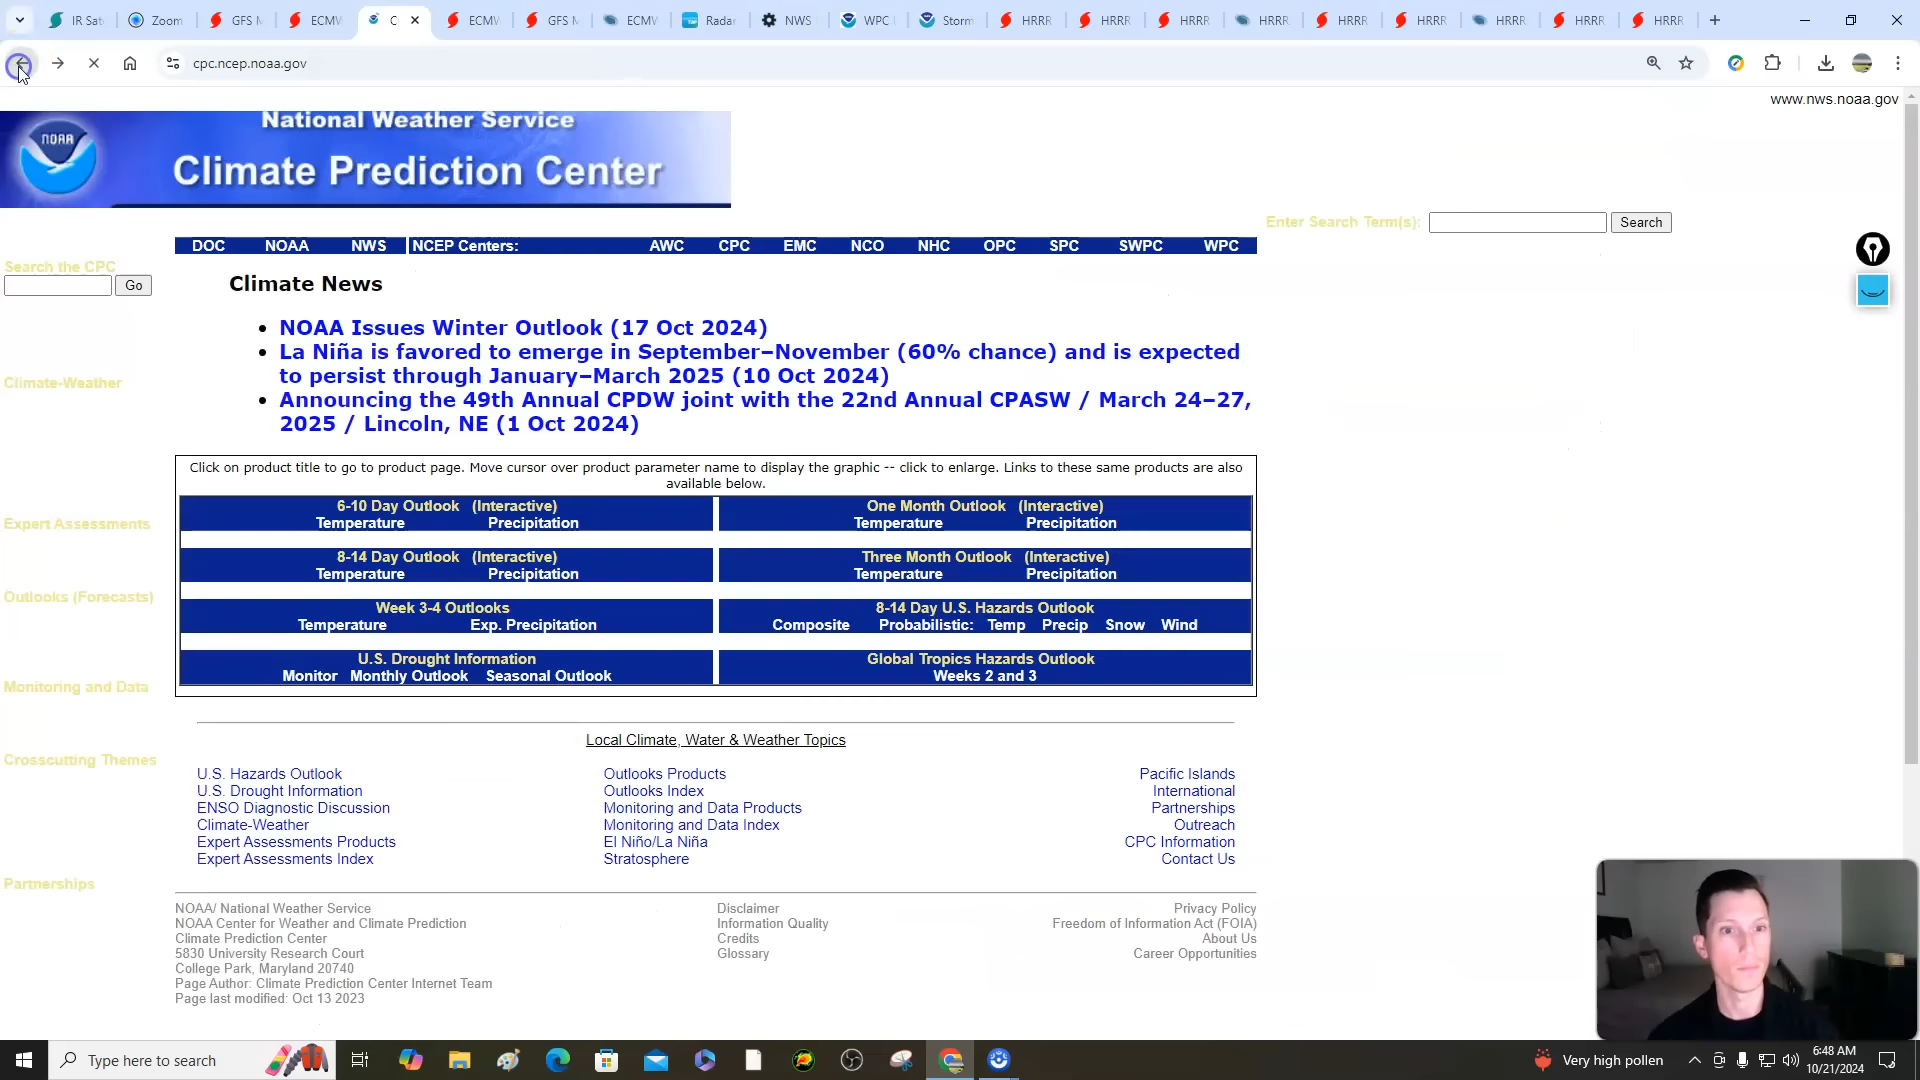 IR Sat
Zoom
GFS M
ECMW
C
ECMW
GFS M
ECMW
Radar
NWS
WPC
Storm
HRRR
HRRR
HRRR
HRRR
HRRR
HRRR
HRRR
HRRR
HRRR
cpc.ncep.noaa.gov
www.nws.noaa.gov
NOAA
National Weather Service
Climate Prediction Center
Enter Search Term(s):
Search
DOC NOAA NWS NCEP Centers: AWC CPC EMC NCO NHC OPC SPC SWPC WPC
Search the CPC
Go
Climate News
NOAA Issues Winter Outlook (17 Oct 2024)
La Niña is favored to emerge in September–November (60% chance) and is expected
to persist through January–March 2025 (10 Oct 2024)
Announcing the 49th Annual CPDW joint with the 22nd Annual CPASW / March 24–27,
2025 / Lincoln, NE (1 Oct 2024)
Climate-Weather
Expert Assessments
Outlooks (Forecasts)
Monitoring and Data
Crosscutting Themes
Partnerships
Click on product title to go to product page. Move cursor over product parameter name to display the graphic -- click to enlarge. Links to these same products are also
available below.
6-10 Day Outlook (Interactive)
Temperature Precipitation
One Month Outlook (Interactive)
Temperature Precipitation
8-14 Day Outlook (Interactive)
Temperature Precipitation
Three Month Outlook (Interactive)
Temperature Precipitation
Week 3-4 Outlooks
Temperature Exp. Precipitation
8-14 Day U.S. Hazards Outlook
Composite Probabilistic: Temp Precip Snow Wind
U.S. Drought Information
Monitor Monthly Outlook Seasonal Outlook
Global Tropics Hazards Outlook
Weeks 2 and 3
Local Climate, Water & Weather Topics
U.S. Hazards Outlook
U.S. Drought Information
ENSO Diagnostic Discussion
Climate-Weather
Expert Assessments Products
Expert Assessments Index
Outlooks Products
Outlooks Index
Monitoring and Data Products
Monitoring and Data Index
El Niño/La Niña
Stratosphere
Pacific Islands
International
Partnerships
Outreach
CPC Information
Contact Us
NOAA/ National Weather Service
NOAA Center for Weather and Climate Prediction
Climate Prediction Center
5830 University Research Court
College Park, Maryland 20740
Page Author: Climate Prediction Center Internet Team
Page last modified: Oct 13 2023
Disclaimer
Information Quality
Credits
Glossary
Privacy Policy
Freedom of Information Act (FOIA)
About Us
Career Opportunities
Type here to search
Very high pollen
6:48 AM
10/21/2024